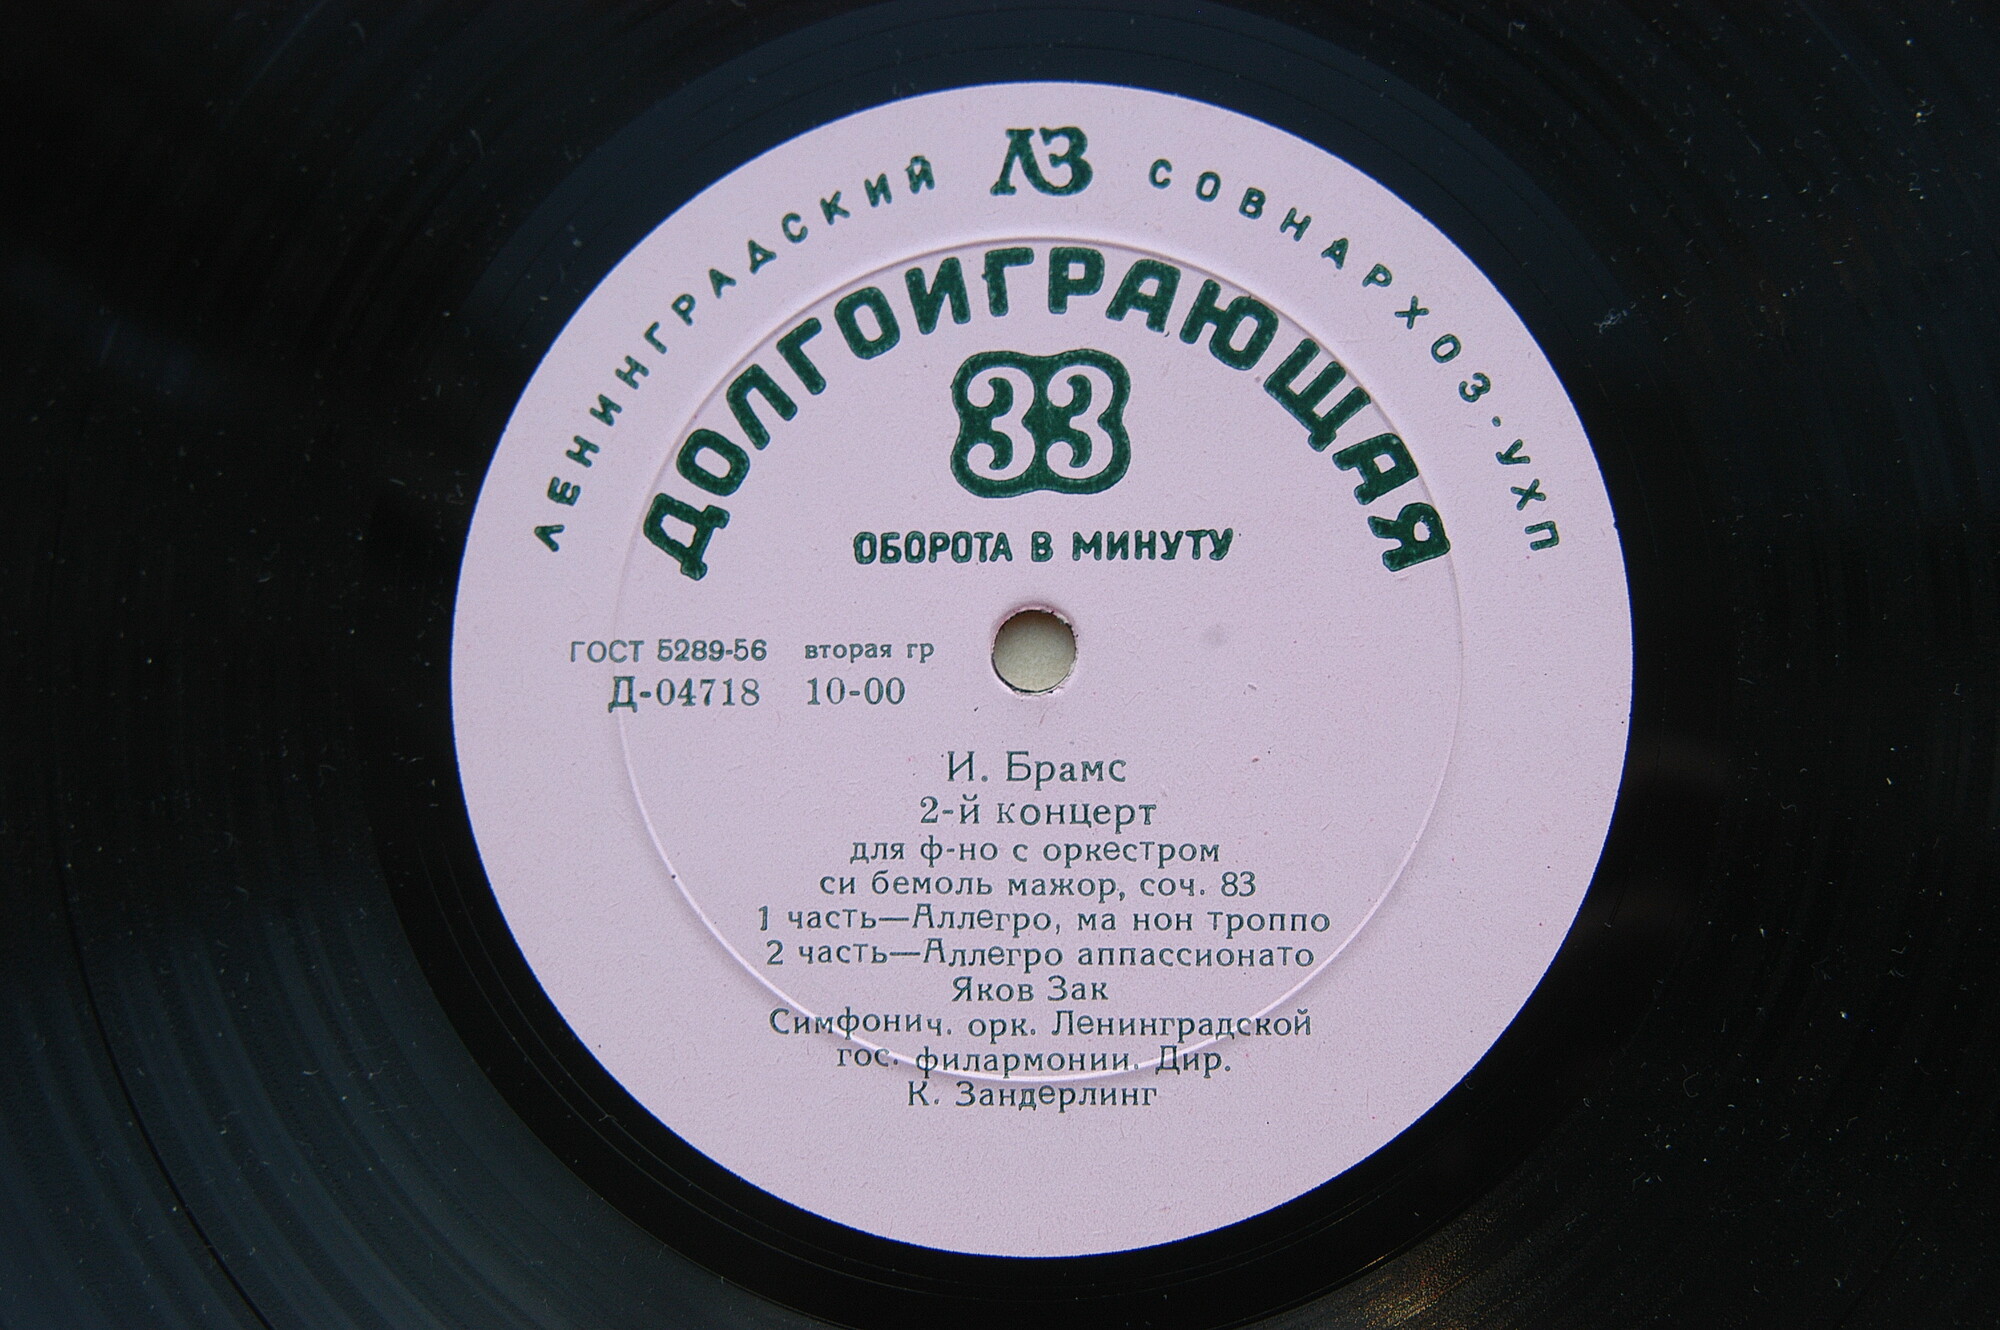 ЛЕНИНГРАДСКИЙ ЛЗ СОВНАРХОЗ·УХП
ДОЛГОИГРАЮЩАЯ
33
ОБОРОТА В МИНУТУ
ГОСТ 5289-56 вторая гр
Д-04718 10-00
И. Брамс
2-й концерт
для ф-но с оркестром
си бемоль мажор, соч. 83
1 часть—Аллегро, ма нон троппо
2 часть—Аллегро аппассионато
Яков Зак
Симфонич. орк. Ленинградской
гос. филармонии. Дир.
К. Зандерлинг